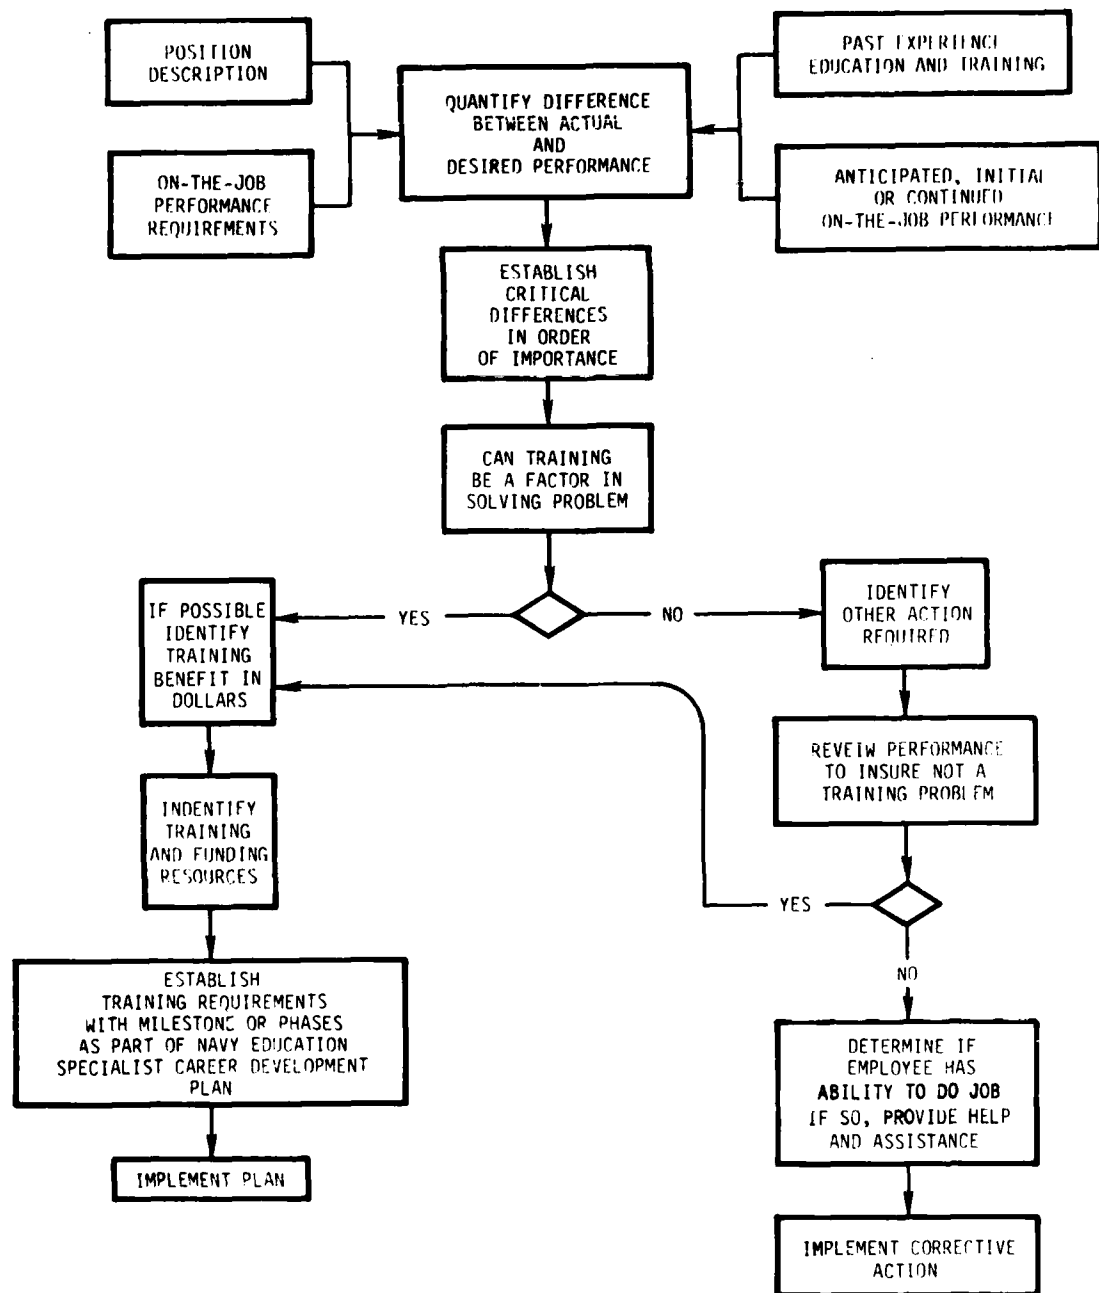 POSITION
DESCRIPTION
ON-THE-JOB
PERFORMANCE
REQUIREMENTS
QUANTIFY DIFFERENCE
BETWEEN ACTUAL
AND
DESIRED PERFORMANCE
PAST EXPERIENCE
EDUCATION AND TRAINING
ANTICIPATED, INITIAL
OR CONTINUED
ON-THE-JOB PERFORMANCE
ESTABLISH
CRITICAL
DIFFERENCES
IN ORDER
OF IMPORTANCE
CAN TRAINING
BE A FACTOR IN
SOLVING PROBLEM
YES
NO
IF POSSIBLE
IDENTIFY
TRAINING
BENEFIT IN
DOLLARS
IDENTIFY
OTHER ACTION
REQUIRED
INDENTIFY
TRAINING
AND FUNDING
RESOURCES
REVEIW PERFORMANCE
TO INSURE NOT A
TRAINING PROBLEM
YES
NO
ESTABLISH
TRAINING REQUIREMENTS
WITH MILESTONE OR PHASES
AS PART OF NAVY EDUCATION
SPECIALIST CAREER DEVELOPMENT
PLAN
IMPLEMENT PLAN
DETERMINE IF
EMPLOYEE HAS
ABILITY TO DO JOB
IF SO, PROVIDE HELP
AND ASSISTANCE
IMPLEMENT CORRECTIVE
ACTION